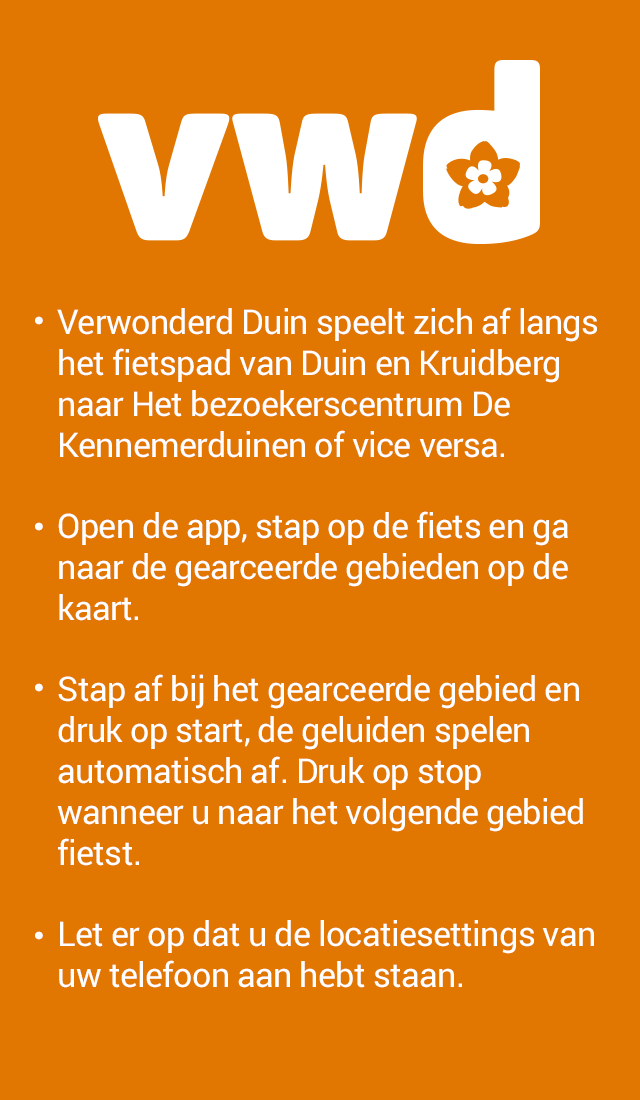 vwd
• Verwonderd Duin speelt zich af langs
het fietspad van Duin en Kruidberg
naar Het bezoekerscentrum De
Kennemerduinen of vice versa.
• Open de app, stap op de fiets en ga
naar de gearceerde gebieden op de
kaart.
• Stap af bij het gearceerde gebied en
druk op start, de geluiden spelen
automatisch af. Druk op stop
wanneer u naar het volgende gebied
fietst.
• Let er op dat u de locatiesettings van
uw telefoon aan hebt staan.